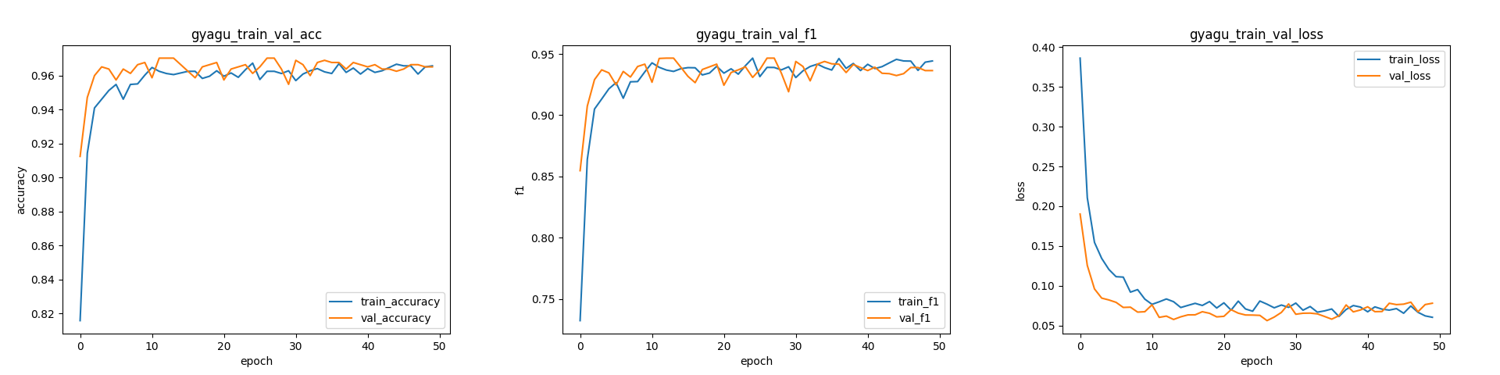 gyagu_train_val_acc
accuracy
0.96
0.94
0.92
0.90
0.88
0.86
0.84
0.82
train_accuracy
val_accuracy
0 10 20 30 40 50
epoch
gyagu_train_val_f1
f1
0.95
0.90
0.85
0.80
0.75
train_f1
val_f1
0 10 20 30 40 50
epoch
gyagu_train_val_loss
loss
0.40
0.35
0.30
0.25
0.20
0.15
0.10
0.05
train_loss
val_loss
0 10 20 30 40 50
epoch